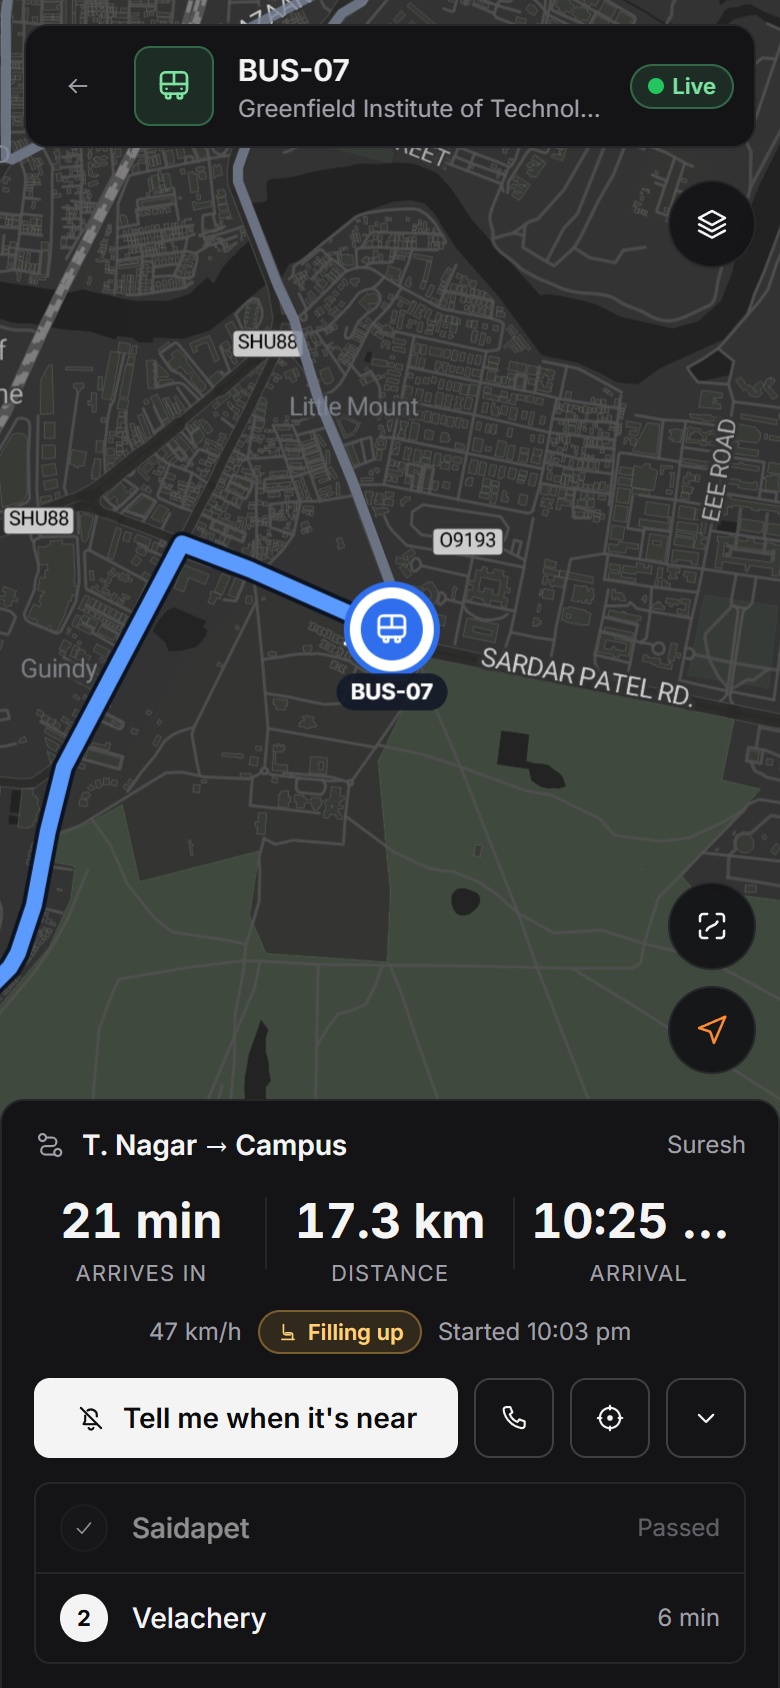 BUS-07
Greenfield Institute of Technol...
Live
SHU88
Little Mount
EEE ROAD
SHU88
O9193
Guindy
SARDAR PATEL RD.
BUS-07
T. Nagar → Campus
Suresh
21 min
17.3 km
10:25 ...
ARRIVES IN
DISTANCE
ARRIVAL
47 km/h
Filling up
Started 10:03 pm
Tell me when it's near
Saidapet
Passed
2
Velachery
6 min